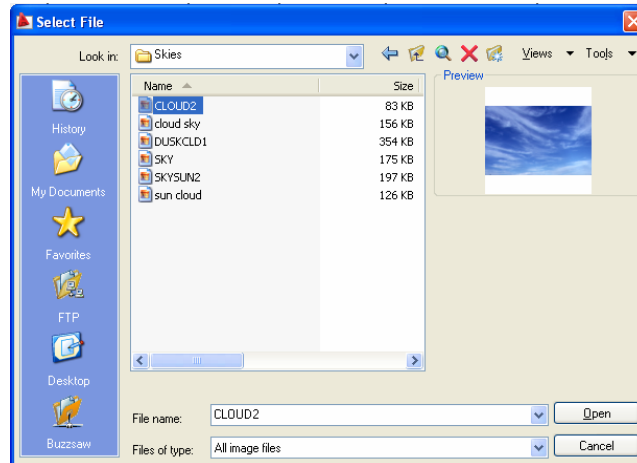 Select File
Look in:
Skies
Views
Tools
Name
Size
Preview
CLOUD2
83 KB
cloud sky
156 KB
DUSKCLD1
354 KB
SKY
175 KB
SKYSUN2
197 KB
sun cloud
126 KB
History
My Documents
Favorites
FTP
Desktop
Buzzsaw
File name:
CLOUD2
Open
Files of type:
All image files
Cancel